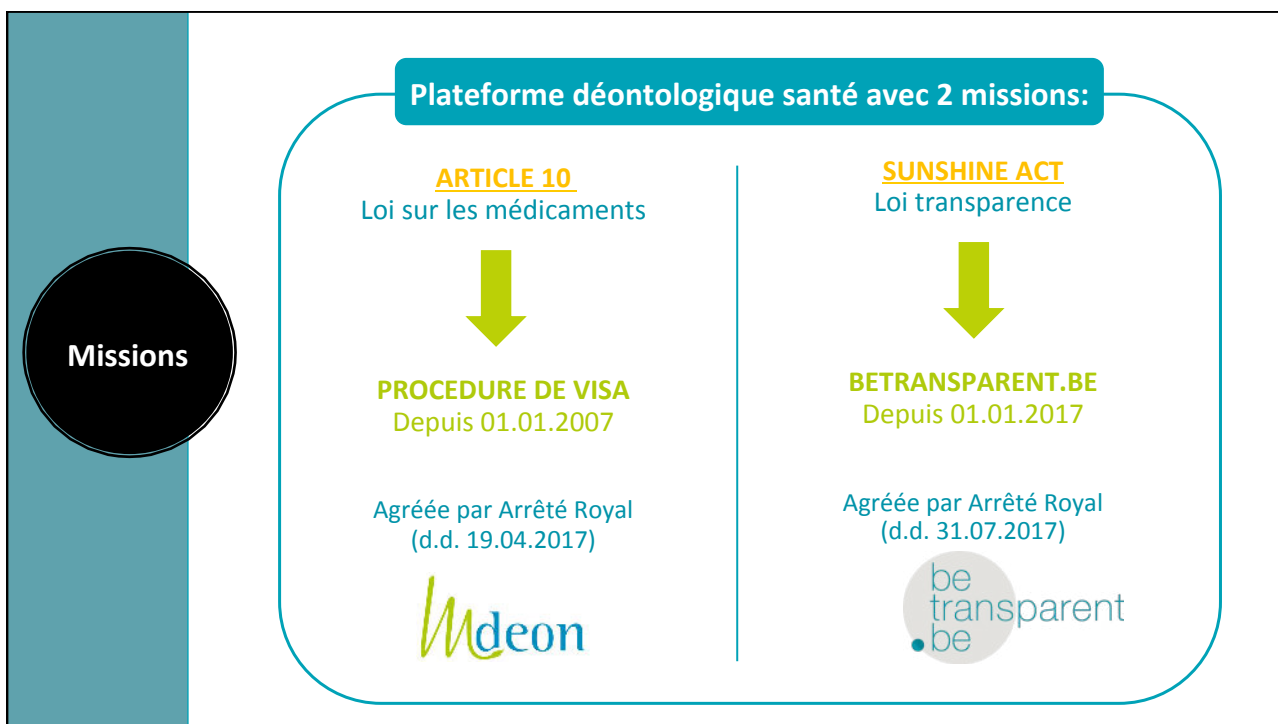 Missions
Plateforme déontologique santé avec 2 missions:
ARTICLE 10
Loi sur les médicaments
PROCEDURE DE VISA
Depuis 01.01.2007
Agréée par Arrêté Royal
(d.d. 19.04.2017)
Mdeon
SUNSHINE ACT
Loi transparence
BETRANSPARENT.BE
Depuis 01.01.2017
Agréée par Arrêté Royal
(d.d. 31.07.2017)
be
transparent
.be